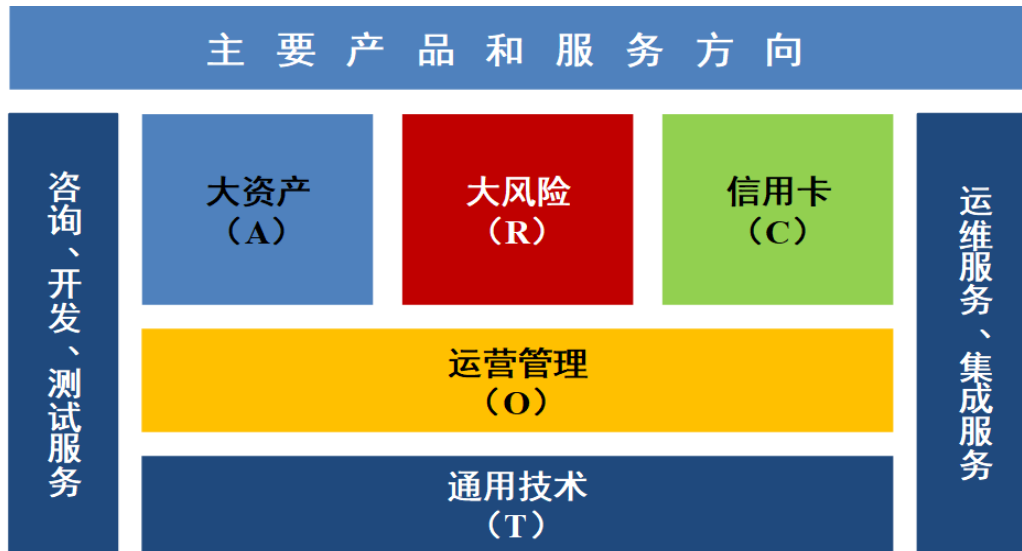 主要产品和服务方向
咨询、开发、测试服务
大资产
（A）
大风险
（R）
信用卡
（C）
运营管理
（O）
通用技术
（T）
运维服务、集成服务